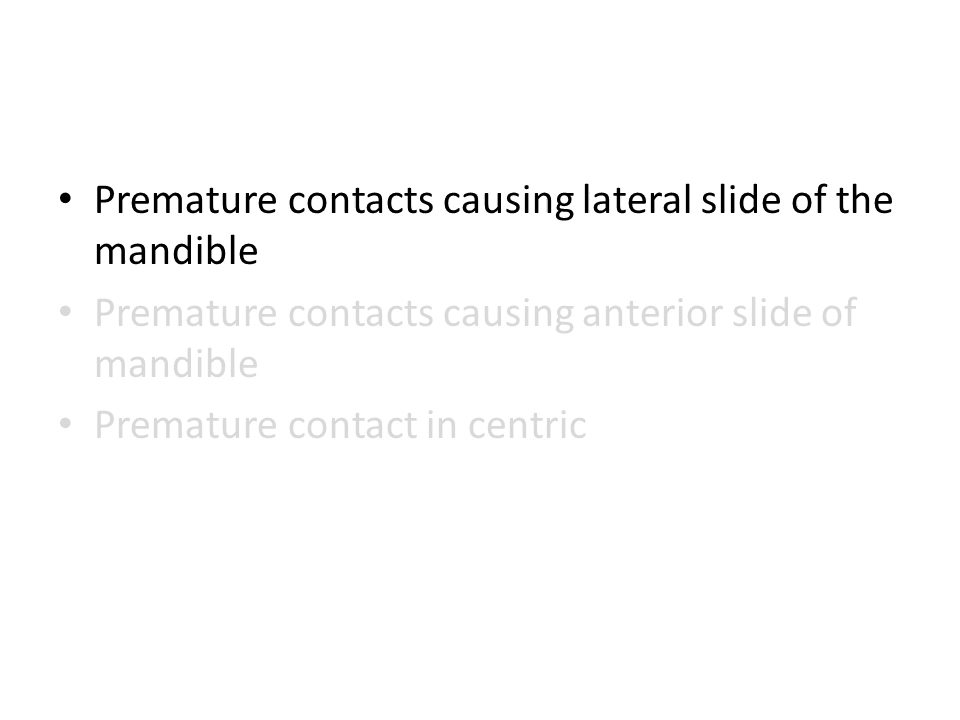 • Premature contacts causing lateral slide of the
mandible
• Premature contacts causing anterior slide of
mandible
• Premature contact in centric